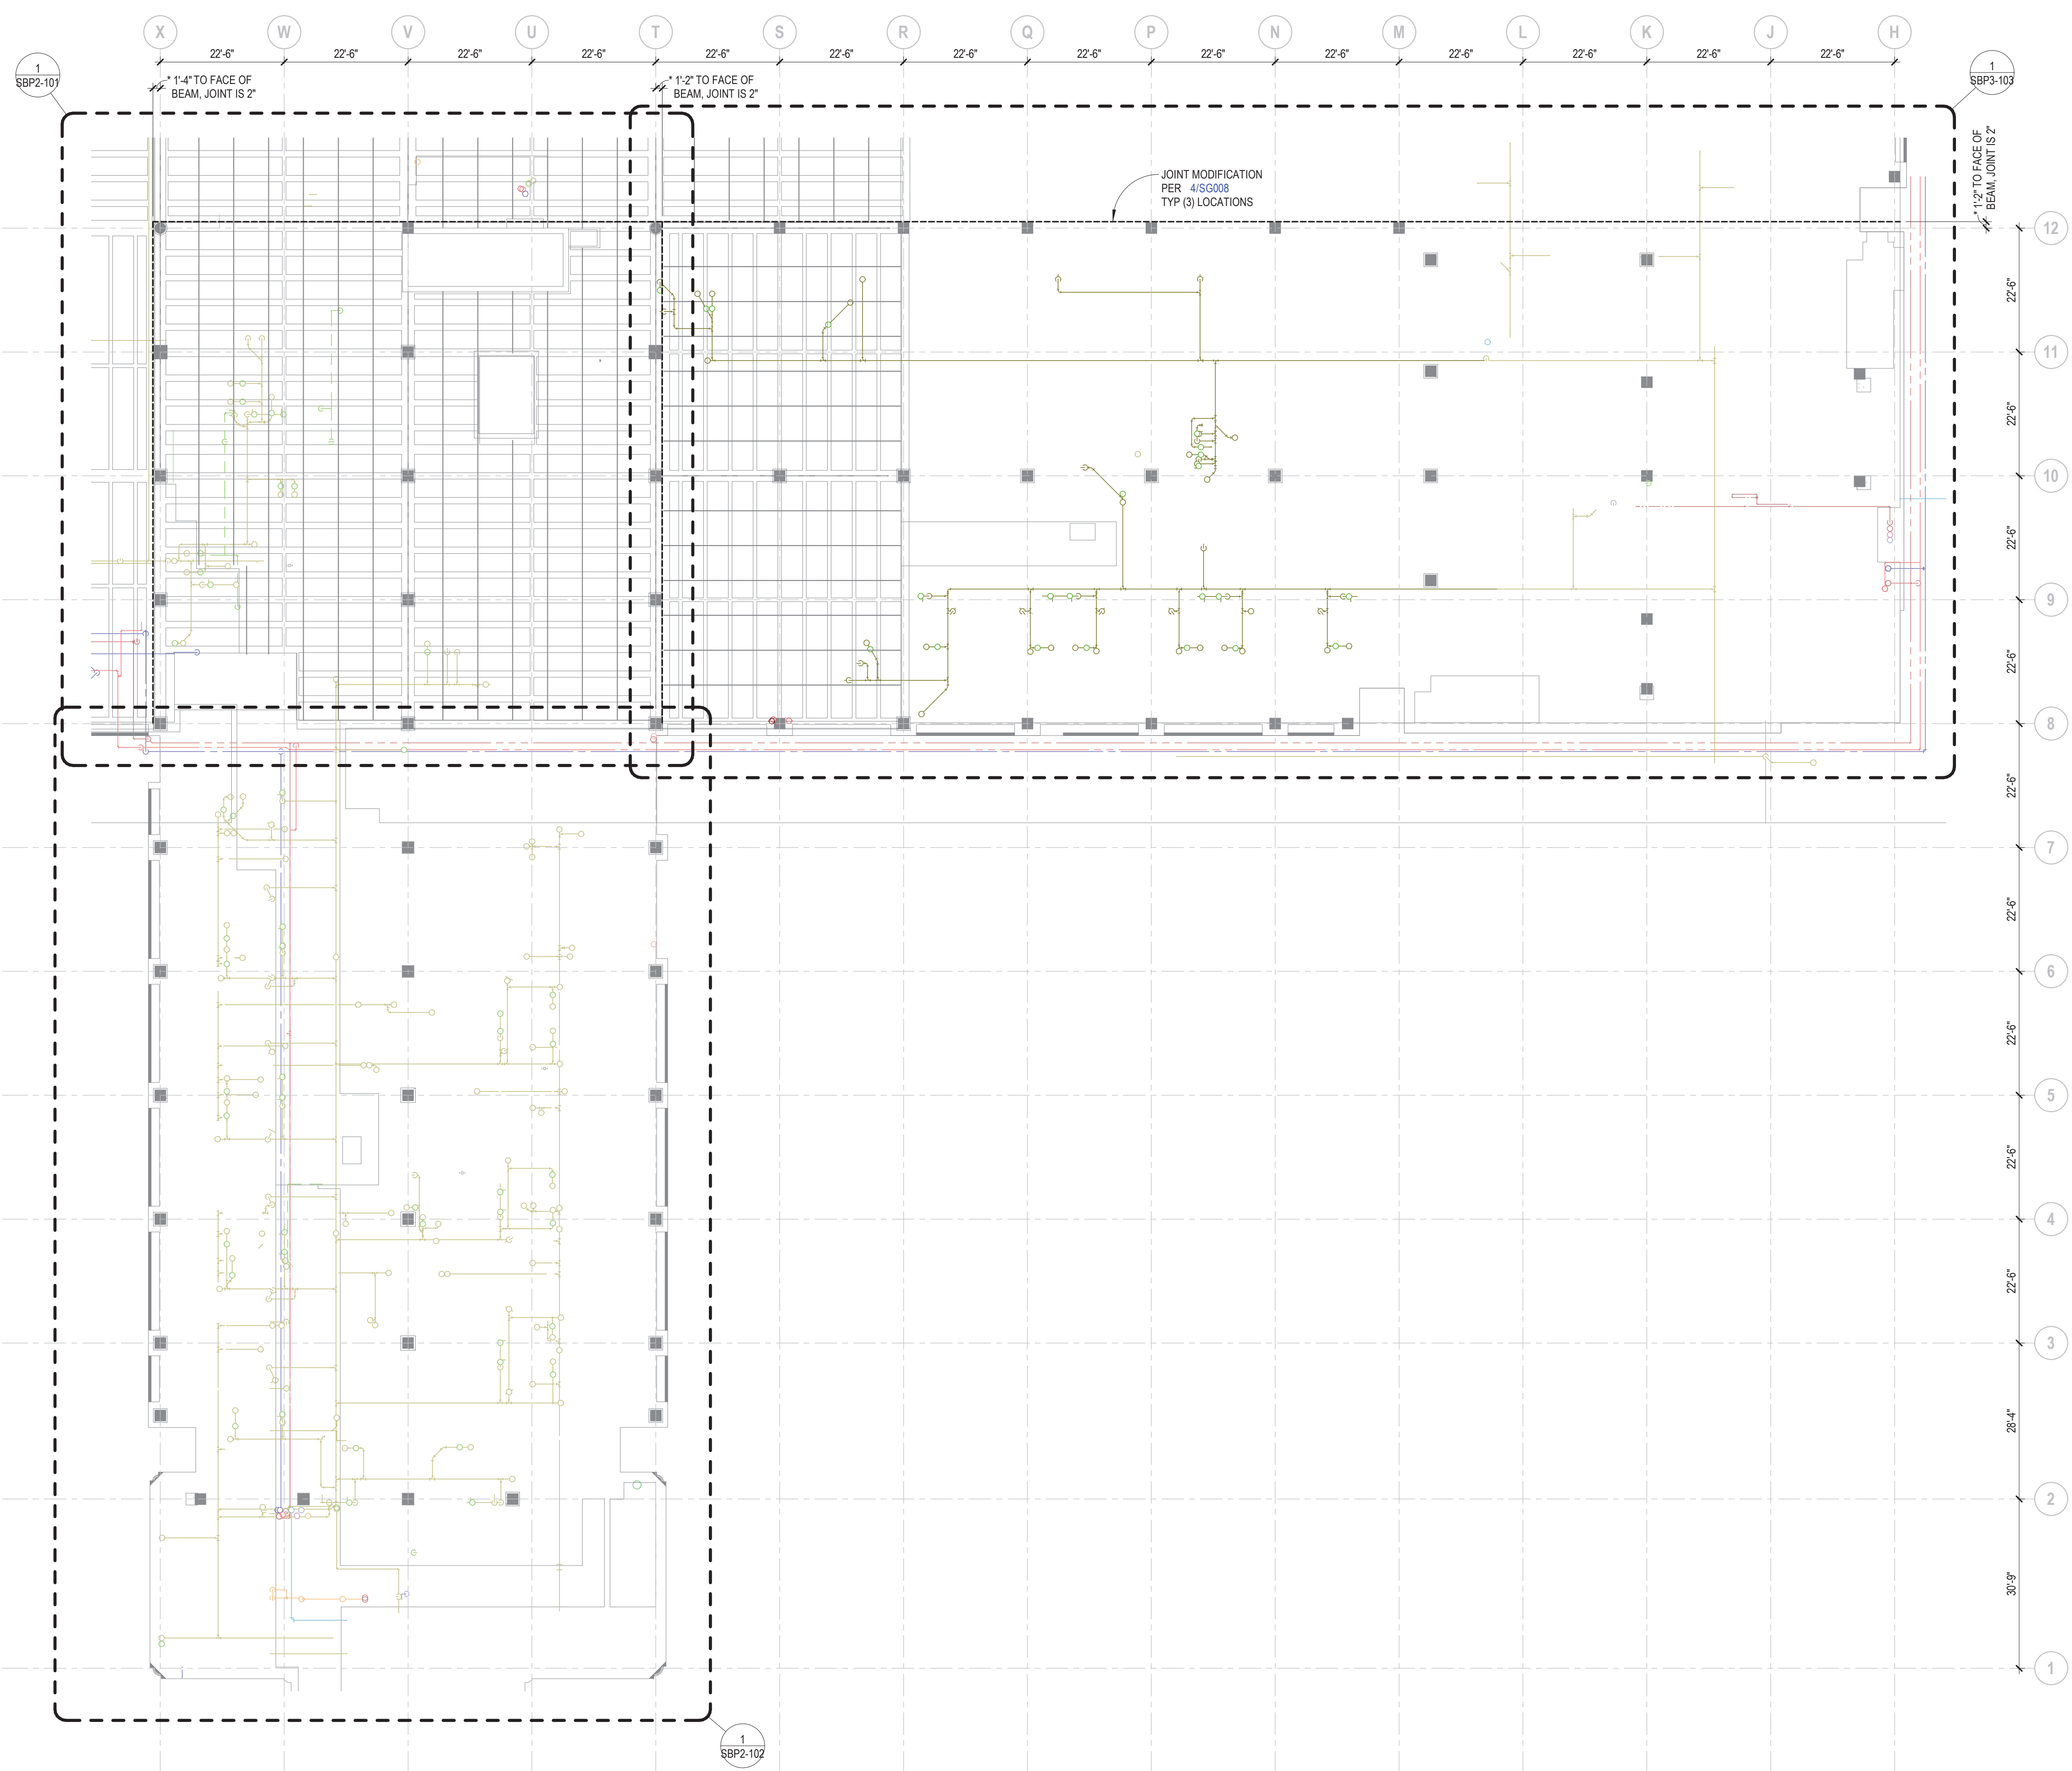 X W V U T S R Q P N M L K J H
22'-6" 22'-6" 22'-6" 22'-6" 22'-6" 22'-6" 22'-6" 22'-6" 22'-6" 22'-6" 22'-6" 22'-6" 22'-6" 22'-6"
1
SBP2-101
* 1'-4" TO FACE OF
BEAM, JOINT IS 2"
* 1'-2" TO FACE OF
BEAM, JOINT IS 2"
1
SBP3-103
* 1'-2" TO FACE OF
BEAM, JOINT IS 2"
JOINT MODIFICATION
PER 4/SG008
TYP (3) LOCATIONS
12
22'-6"
11
22'-6"
10
22'-6"
9
22'-6"
8
22'-6"
7
22'-6"
6
22'-6"
5
22'-6"
4
22'-6"
3
28'-4"
2
30'-9"
1
1
SBP2-102